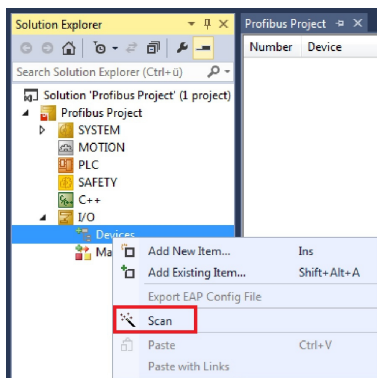 Solution Explorer
Profibus Project
Number Device
Search Solution Explorer (Ctrl+ü)
Solution 'Profibus Project' (1 project)
Profibus Project
SYSTEM
MOTION
PLC
SAFETY
C++
I/O
Devices
Ma
Add New Item... Ins
Add Existing Item... Shift+Alt+A
Export EAP Config File
Scan
Paste Ctrl+V
Paste with Links